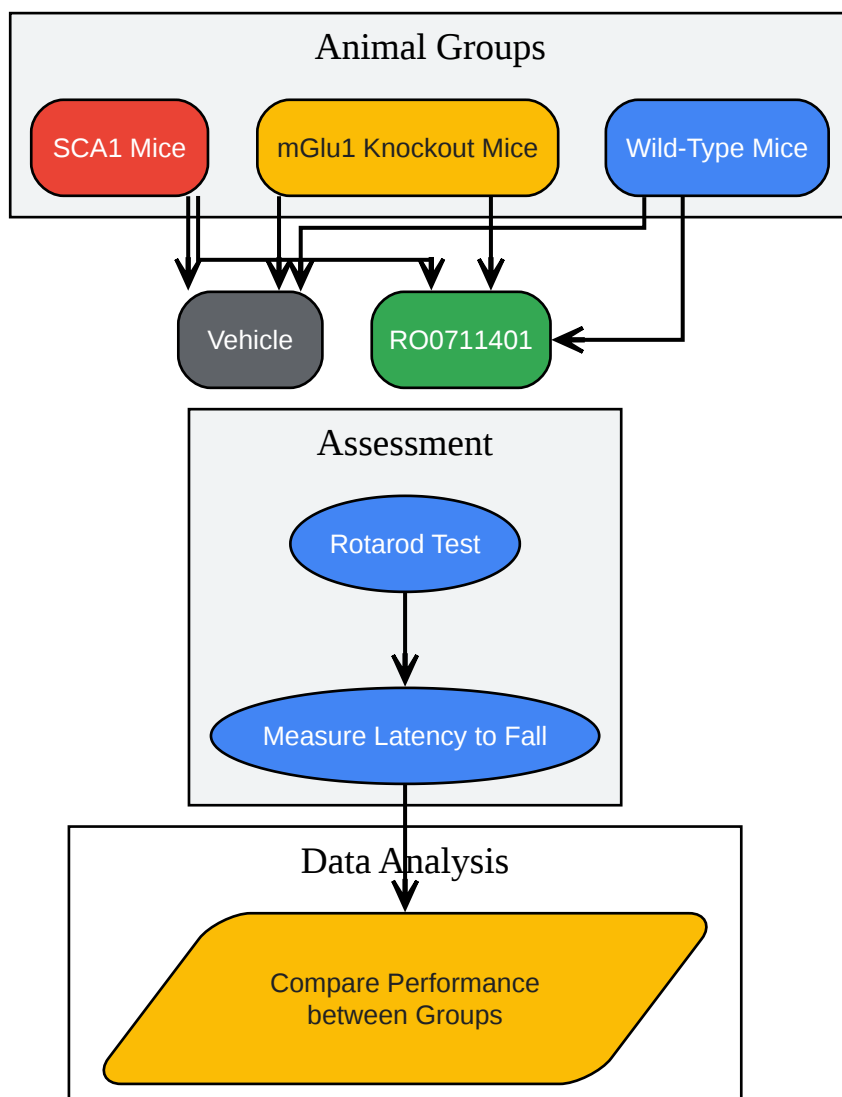 Animal Groups
SCA1 Mice
mGlu1 Knockout Mice
Wild-Type Mice
Vehicle
RO0711401
Assessment
Rotarod Test
Measure Latency to Fall
Data Analysis
Compare Performance
between Groups